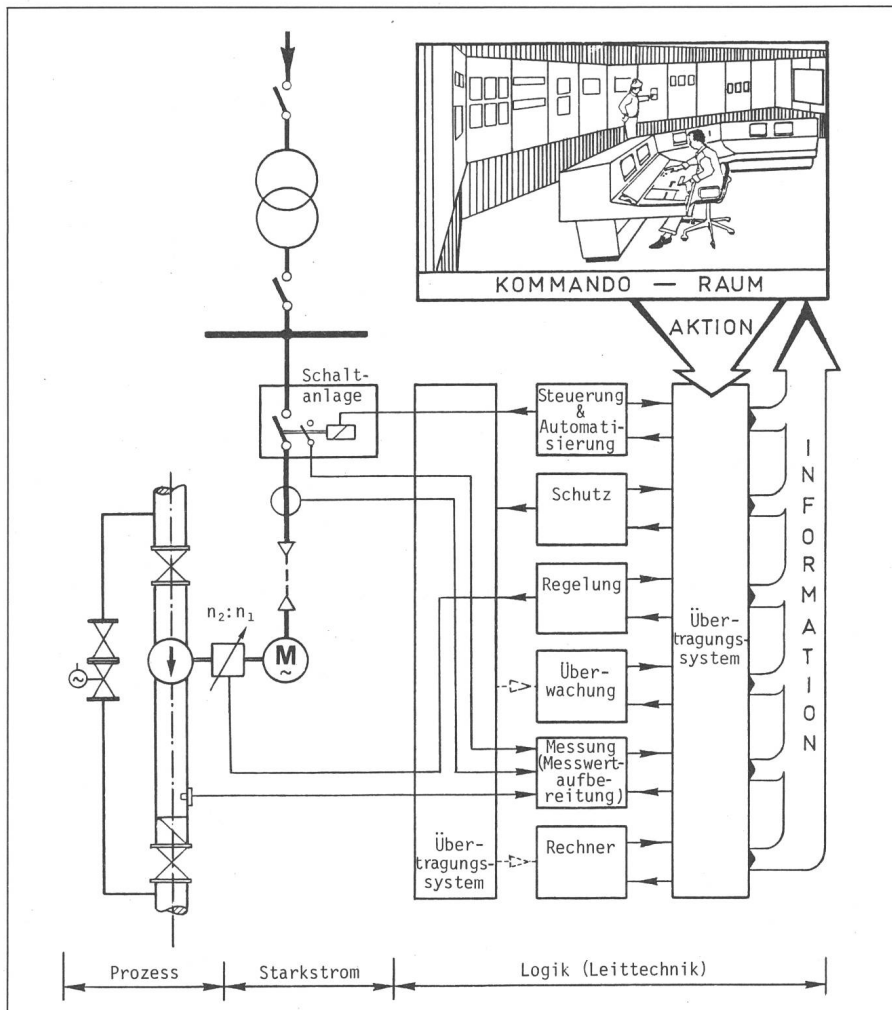 KOMMANDO — RAUM
AKTION
INFORMATION
Schalt-
anlage
Steuerung
&
Automati-
sierung
Schutz
Regelung
n₂:n₁
M
~
Über-
wachung
Messung
(Messwert-
aufbe-
reitung)
Rechner
Über-
tragungs-
system
Über-
tragungs-
system
~
Prozess
Starkstrom
Logik (Leittechnik)